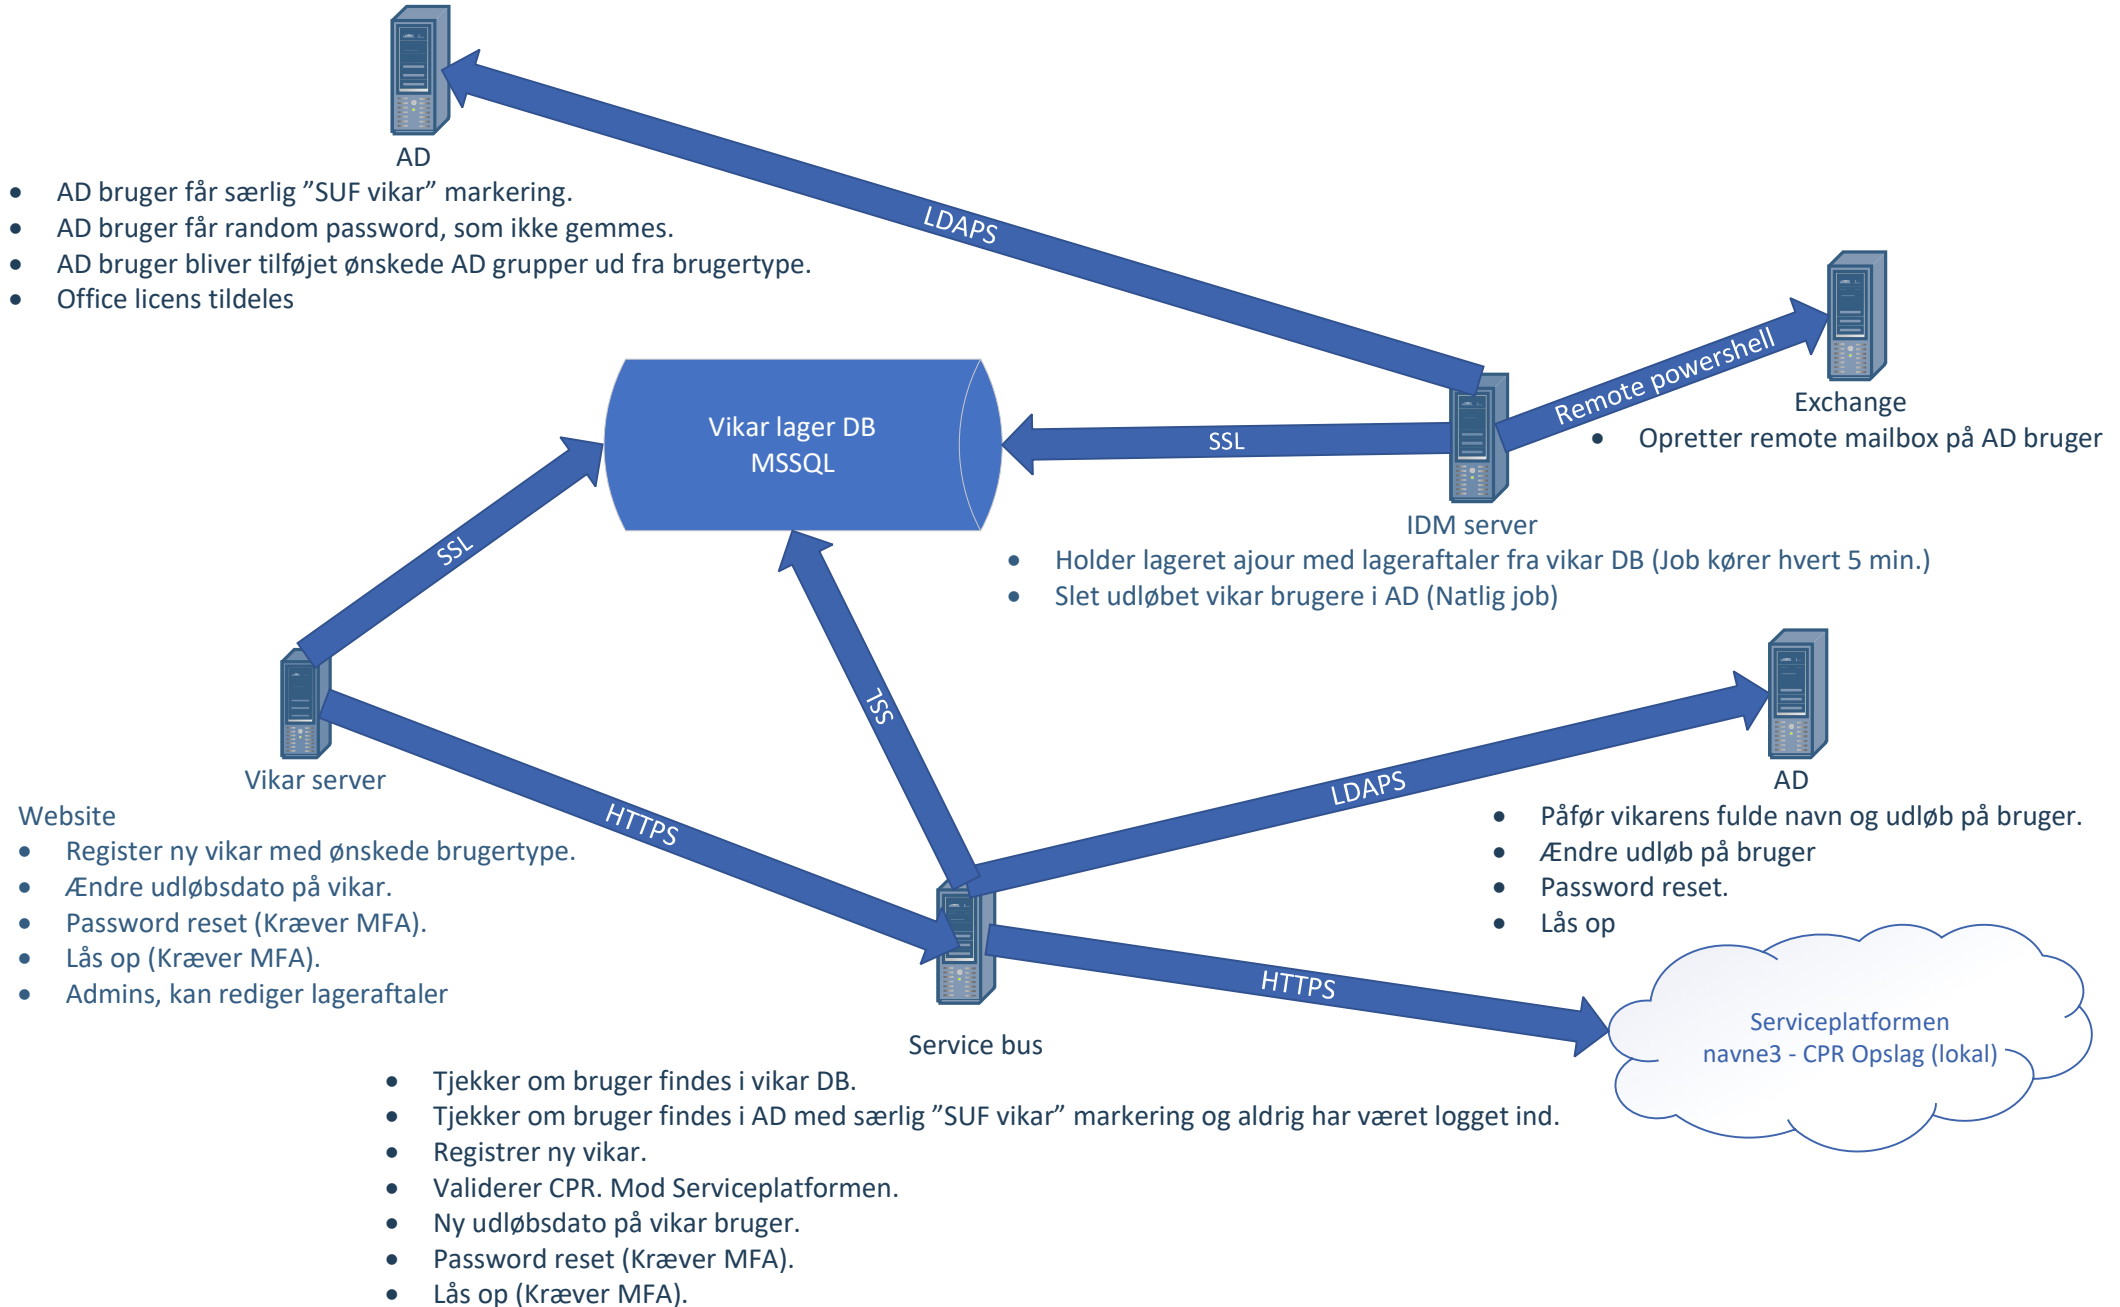 AD
• AD bruger får særlig ”SUF vikar” markering.
• AD bruger får random password, som ikke gemmes.
• AD bruger bliver tilføjet ønskede AD grupper ud fra brugertype.
• Office licens tildeles
LDAPS
Remote powershell
Exchange
• Opretter remote mailbox på AD bruger
Vikar lager DB
MSSQL
SSL
IDM server
• Holder lageret ajour med lageraftaler fra vikar DB (Job kører hvert 5 min.)
• Slet udløbet vikar brugere i AD (Natlig job)
SSL
SSL
Vikar server
Website
• Register ny vikar med ønskede brugertype.
• Ændre udløbsdato på vikar.
• Password reset (Kræver MFA).
• Lås op (Kræver MFA).
• Admins, kan rediger lageraftaler
HTTPS
LDAPS
AD
• Påfør vikarens fulde navn og udløb på bruger.
• Ændre udløb på bruger
• Password reset.
• Lås op
HTTPS
Serviceplatformen
navne3 - CPR Opslag (lokal)
Service bus
• Tjekker om bruger findes i vikar DB.
• Tjekker om bruger findes i AD med særlig ”SUF vikar” markering og aldrig har været logget ind.
• Registrer ny vikar.
• Validerer CPR. Mod Serviceplatformen.
• Ny udløbsdato på vikar bruger.
• Password reset (Kræver MFA).
• Lås op (Kræver MFA).